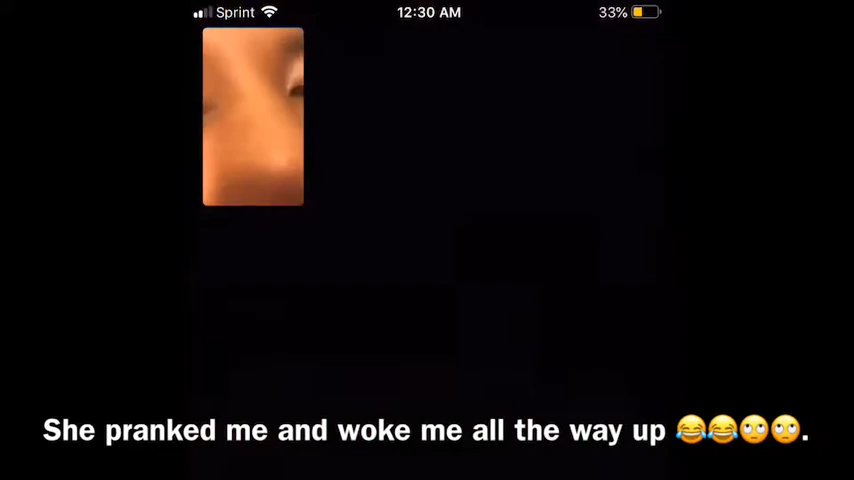 Sprint 12:30 AM 33%
She pranked me and woke me all the way up 😂😂🙄🙄.